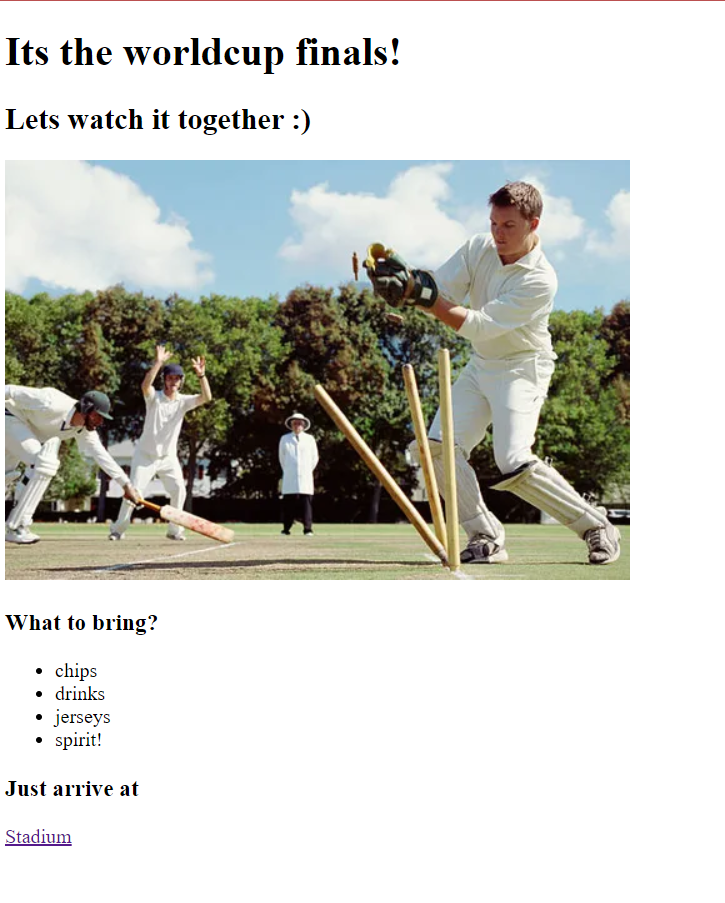 Its the worldcup finals!
Lets watch it together :)
What to bring?
chips
drinks
jerseys
spirit!
Just arrive at
Stadium